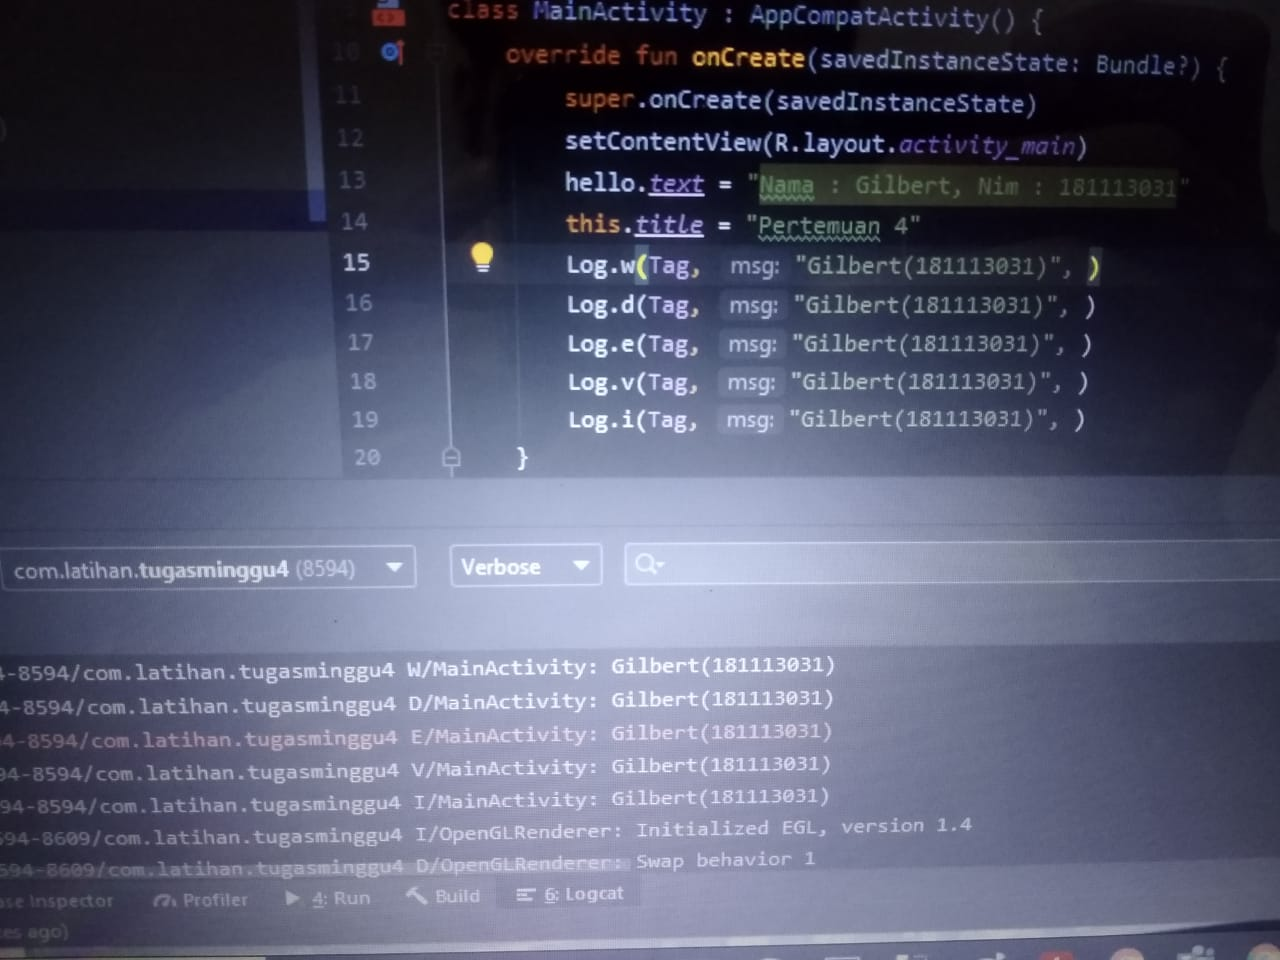 class MainActivity : AppCompatActivity() {
10 override fun onCreate(savedInstanceState: Bundle?) {
11 super.onCreate(savedInstanceState)
12 setContentView(R.layout.activity_main)
13 hello.text = "Nama : Gilbert, Nim : 181113031"
14 this.title = "Pertemuan 4"
15 Log.w(Tag, msg: "Gilbert(181113031)", )
16 Log.d(Tag, msg: "Gilbert(181113031)", )
17 Log.e(Tag, msg: "Gilbert(181113031)", )
18 Log.v(Tag, msg: "Gilbert(181113031)", )
19 Log.i(Tag, msg: "Gilbert(181113031)", )
20 }
com.latihan.tugasminggu4 (8594) Verbose
4-8594/com.latihan.tugasminggu4 W/MainActivity: Gilbert(181113031)
4-8594/com.latihan.tugasminggu4 D/MainActivity: Gilbert(181113031)
94-8594/com.latihan.tugasminggu4 E/MainActivity: Gilbert(181113031)
94-8594/com.latihan.tugasminggu4 V/MainActivity: Gilbert(181113031)
94-8594/com.latihan.tugasminggu4 I/MainActivity: Gilbert(181113031)
594-8609/com.latihan.tugasminggu4 I/OpenGLRenderer: Initialized EGL, version 1.4
594-8609/com.latihan.tugasminggu4 D/OpenGLRenderer: Swap behavior 1
ase Inspector Profiler 4: Run Build 6: Logcat
es ago)